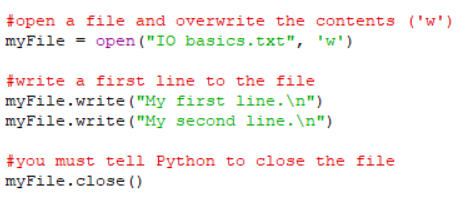 #open a file and overwrite the contents ('w')
myFile = open("IO basics.txt", 'w')
#write a first line to the file
myFile.write("My first line.\n")
myFile.write("My second line.\n")
#you must tell Python to close the file
myFile.close()